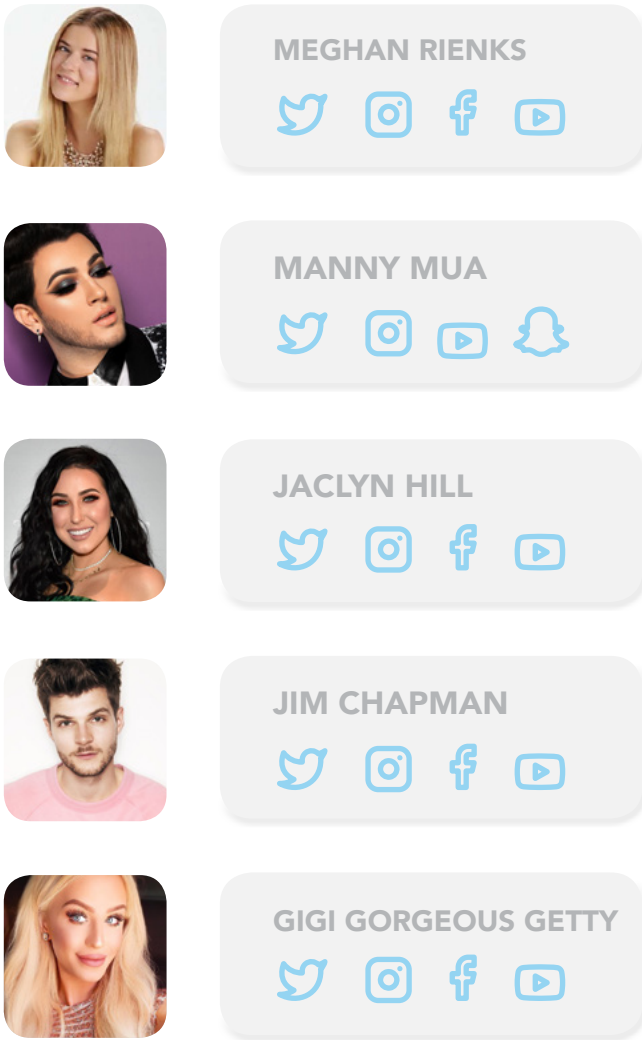 MEGHAN RIENKS
MANNY MUA
JACLYN HILL
JIM CHAPMAN
GIGI GORGEOUS GETTY